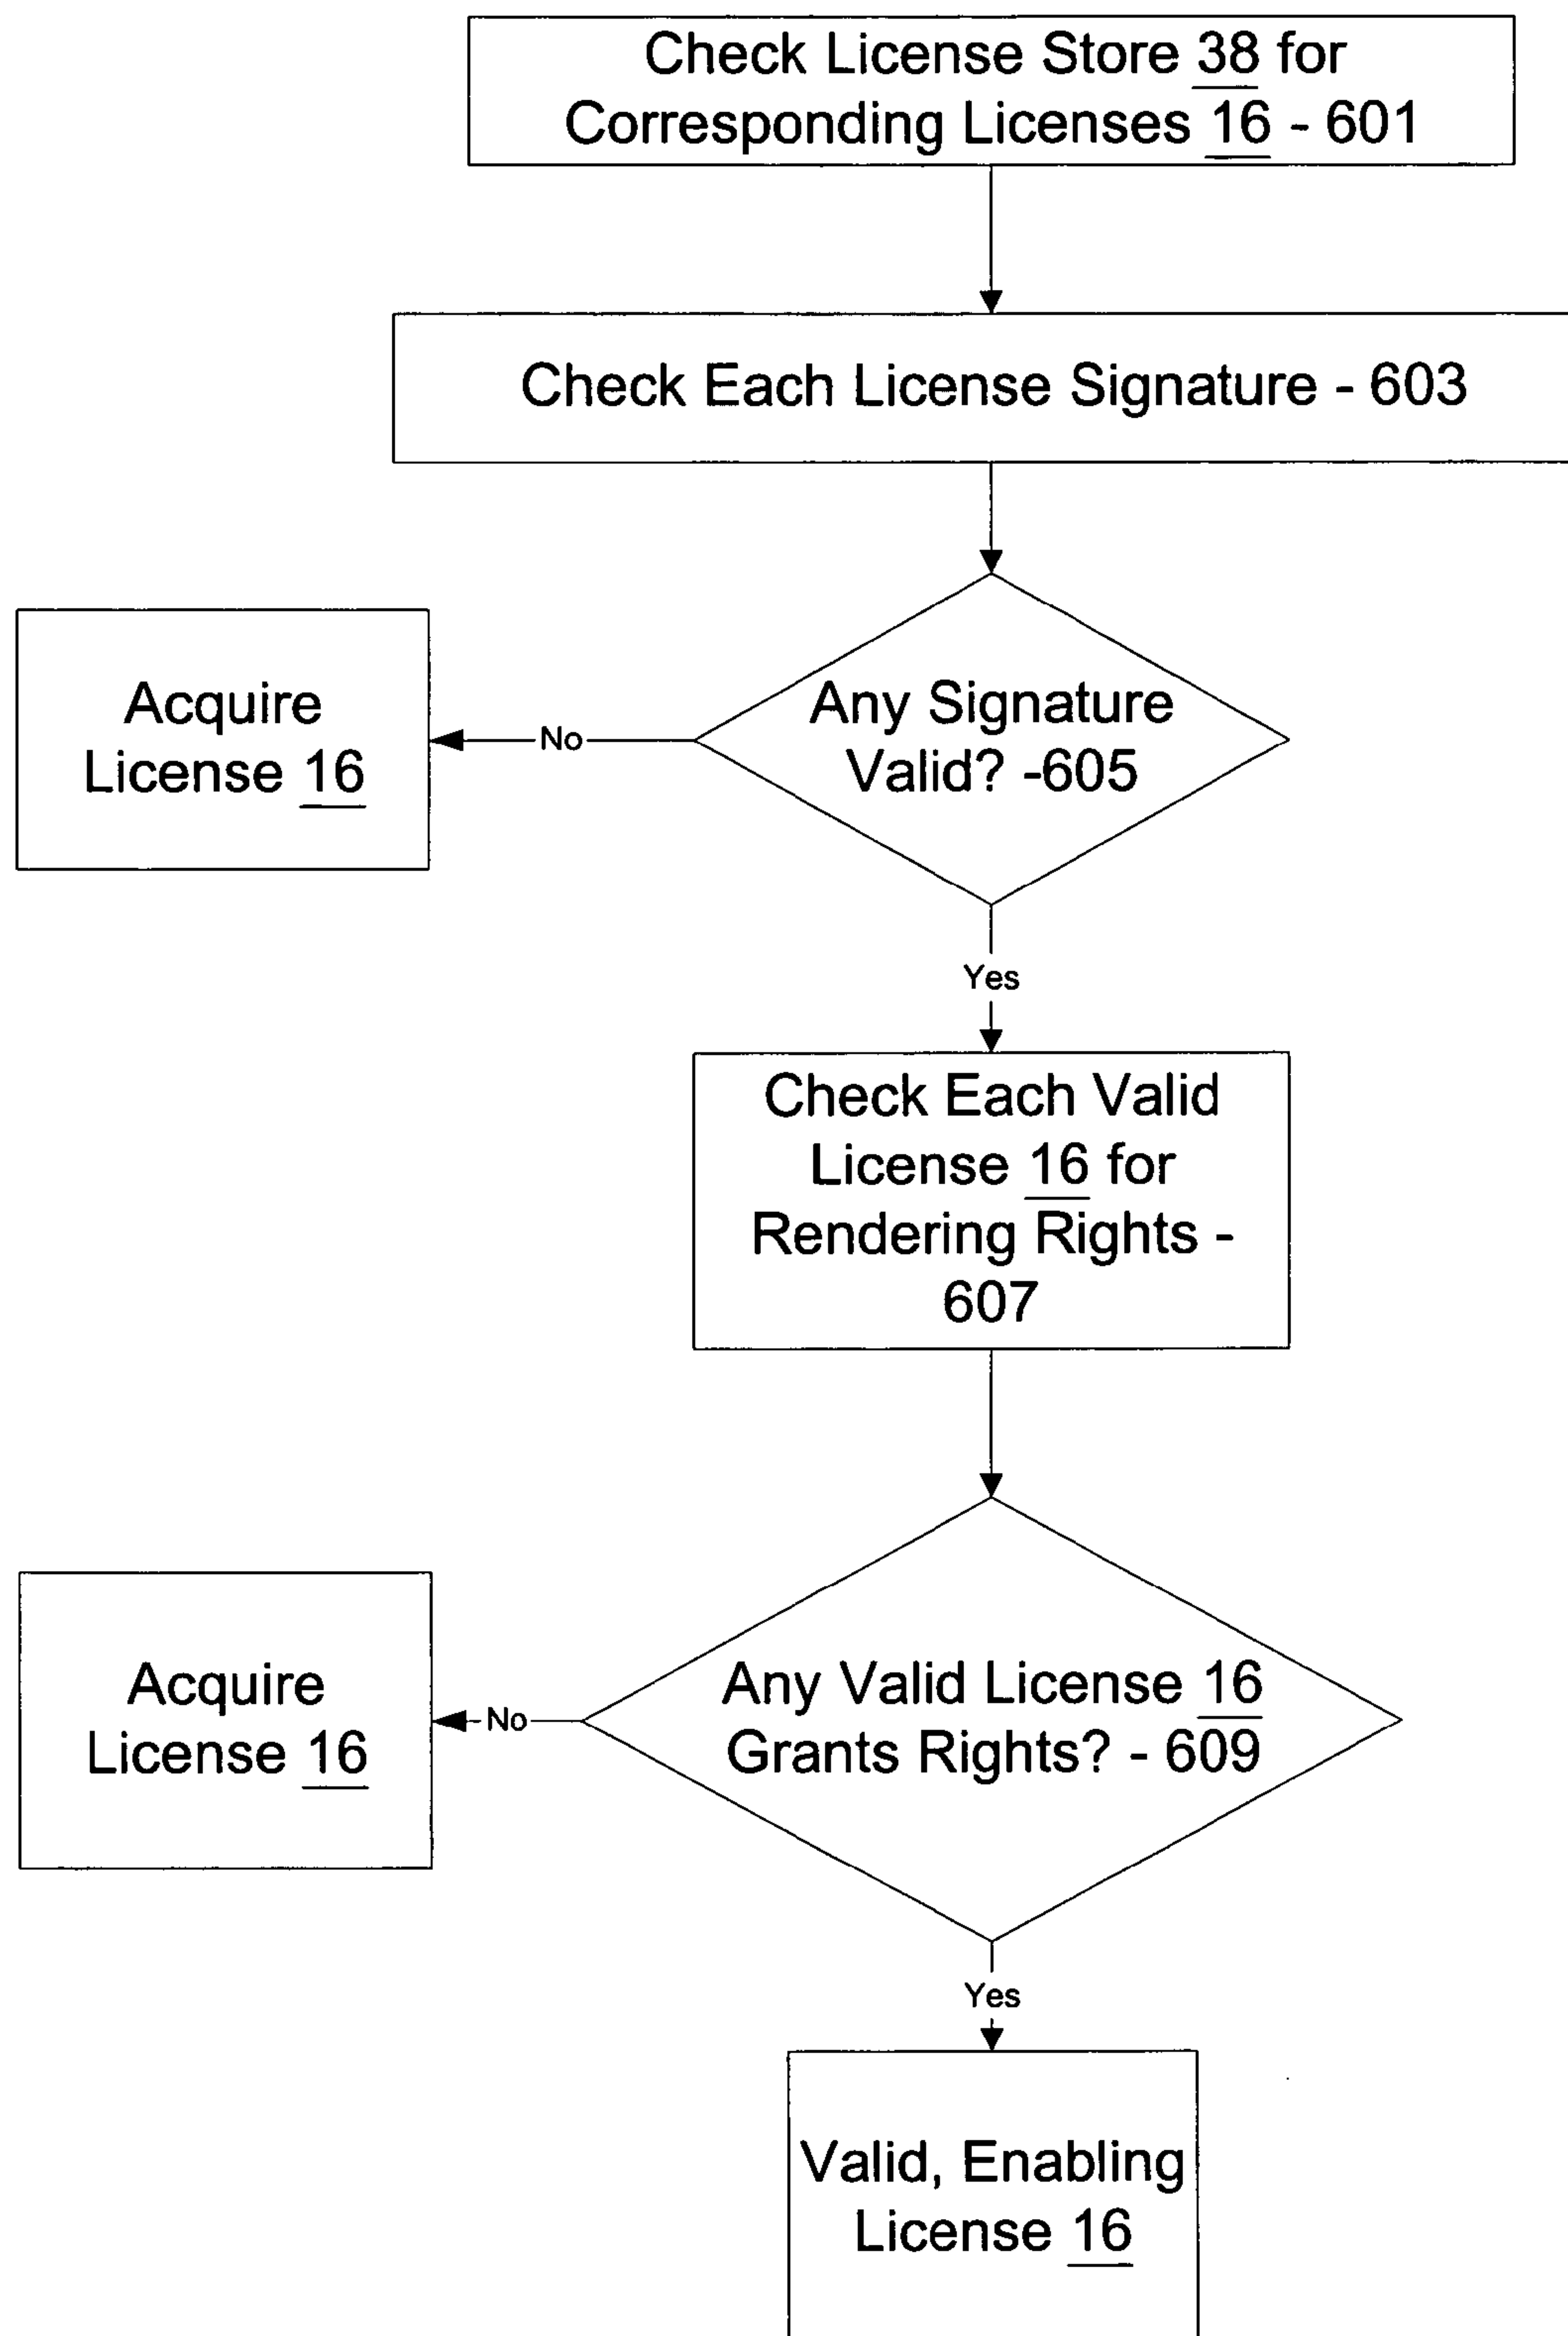 Check License Store 38 for
Corresponding Licenses 16 - 601
Check Each License Signature - 603
Any Signature
Valid? -605
No
Acquire
License 16
Yes
Check Each Valid
License 16 for
Rendering Rights -
607
Any Valid License 16
Grants Rights? - 609
No
Acquire
License 16
Yes
Valid, Enabling
License 16